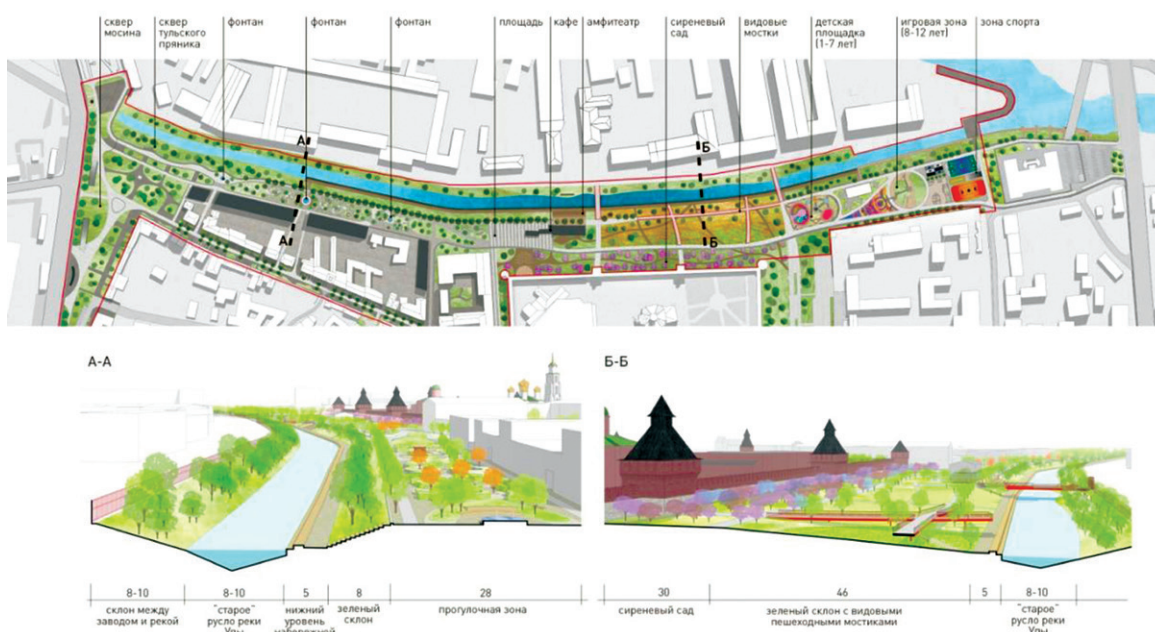 сквер
мосина
сквер
тульского
пряника
фонтан
фонтан
фонтан
площадь
кафе
амфитеатр
сиреневый
сад
видовые
мостки
детская
площадка
(1-7 лет)
игровая зона
(8-12 лет)
зона спорта
А
А
Б
Б
А-А
Б-Б
8-10
8-10
5
8
28
склон между
заводом и рекой
"старое"
русло реки
Упы
нижний
уровень
набережной
зеленый
склон
прогулочная зона
30
46
5
8-10
сиреневый сад
зеленый склон с видовыми
пешеходными мостиками
"старое"
русло реки
Упы